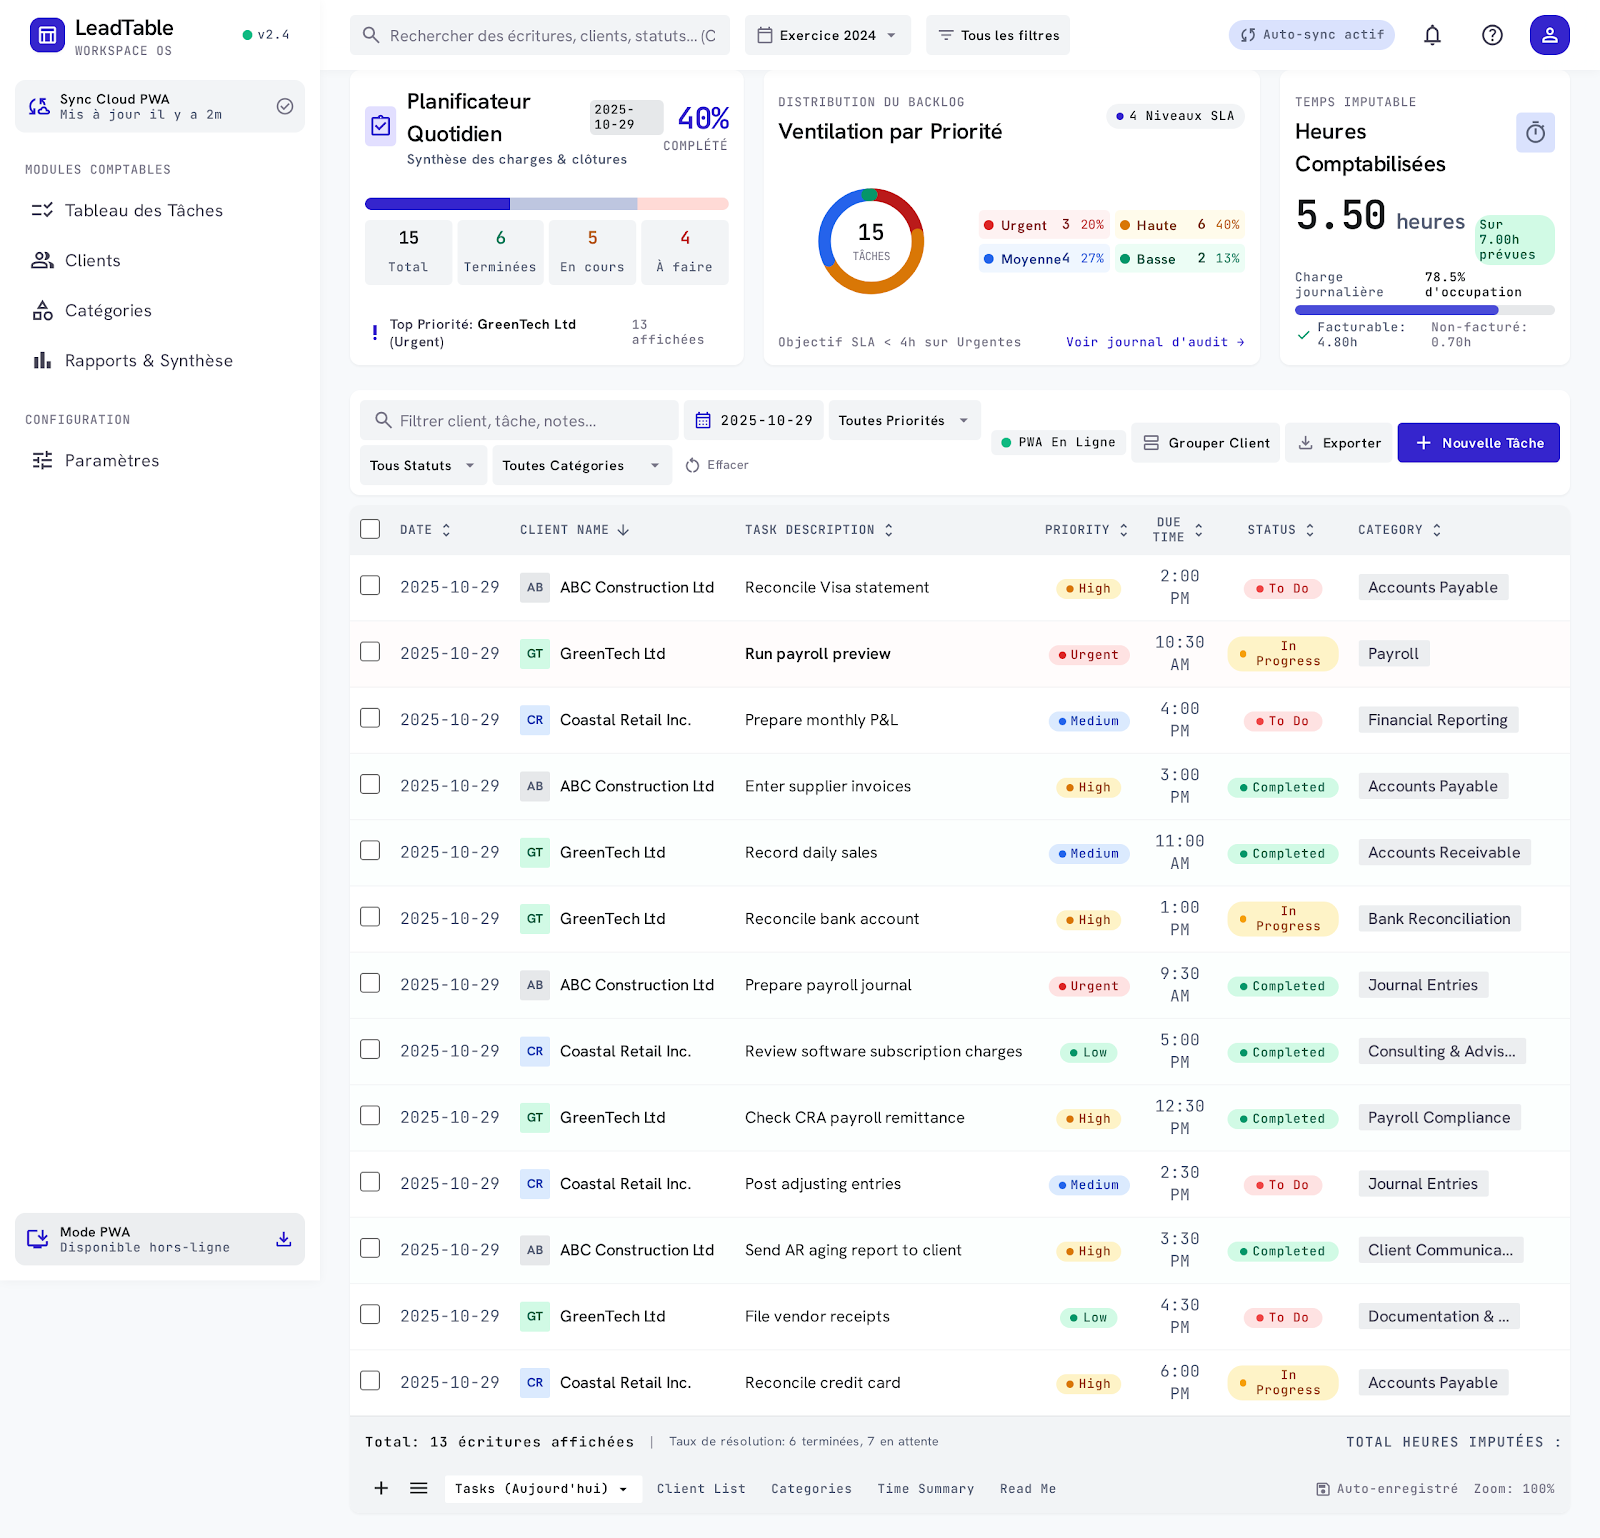 LeadTable
WORKSPACE OS
v2.4
Sync Cloud PWA
Mis à jour il y a 2m
MODULES COMPTABLES
Tableau des Tâches
Clients
Catégories
Rapports & Synthèse
CONFIGURATION
Paramètres
Mode PWA
Disponible hors-ligne
Rechercher des écritures, clients, statuts... (C
Exercice 2024
Tous les filtres
Auto-sync actif
Planificateur
Quotidien
Synthèse des charges & clôtures
2025-
10-29
40%
COMPLÉTÉ
15
Total
6
Terminées
5
En cours
4
À faire
! Top Priorité: GreenTech Ltd
(Urgent)
13
affichées
DISTRIBUTION DU BACKLOG
Ventilation par Priorité
4 Niveaux SLA
15
TÂCHES
Urgent 3 20%
Haute 6 40%
Moyenne 4 27%
Basse 2 13%
Objectif SLA < 4h sur Urgentes
Voir journal d'audit →
TEMPS IMPUTABLE
Heures
Comptabilisées
5.50 heures
Sur
7.00h
prévues
Charge
journalière
78.5%
d'occupation
Facturable:
4.80h
Non-facturé:
0.70h
Filtrer client, tâche, notes...
2025-10-29
Toutes Priorités
Tous Statuts
Toutes Catégories
Effacer
PWA En Ligne
Grouper Client
Exporter
+ Nouvelle Tâche
DATE CLIENT NAME ↓ TASK DESCRIPTION PRIORITY DUE TIME STATUS CATEGORY
2025-10-29 AB ABC Construction Ltd Reconcile Visa statement High 2:00 PM To Do Accounts Payable
2025-10-29 GT GreenTech Ltd Run payroll preview Urgent 10:30 AM In Progress Payroll
2025-10-29 CR Coastal Retail Inc. Prepare monthly P&L Medium 4:00 PM To Do Financial Reporting
2025-10-29 AB ABC Construction Ltd Enter supplier invoices High 3:00 PM Completed Accounts Payable
2025-10-29 GT GreenTech Ltd Record daily sales Medium 11:00 AM Completed Accounts Receivable
2025-10-29 GT GreenTech Ltd Reconcile bank account High 1:00 PM In Progress Bank Reconciliation
2025-10-29 AB ABC Construction Ltd Prepare payroll journal Urgent 9:30 AM Completed Journal Entries
2025-10-29 CR Coastal Retail Inc. Review software subscription charges Low 5:00 PM Completed Consulting & Advis...
2025-10-29 GT GreenTech Ltd Check CRA payroll remittance High 12:30 PM Completed Payroll Compliance
2025-10-29 CR Coastal Retail Inc. Post adjusting entries Medium 2:30 PM To Do Journal Entries
2025-10-29 AB ABC Construction Ltd Send AR aging report to client High 3:30 PM Completed Client Communica...
2025-10-29 GT GreenTech Ltd File vendor receipts Low 4:30 PM To Do Documentation & ...
2025-10-29 CR Coastal Retail Inc. Reconcile credit card High 6:00 PM In Progress Accounts Payable
Total: 13 écritures affichées | Taux de résolution: 6 terminées, 7 en attente
TOTAL HEURES IMPUTÉES :
+ Tasks (Aujourd'hui) Client List Categories Time Summary Read Me
Auto-enregistré Zoom: 100%